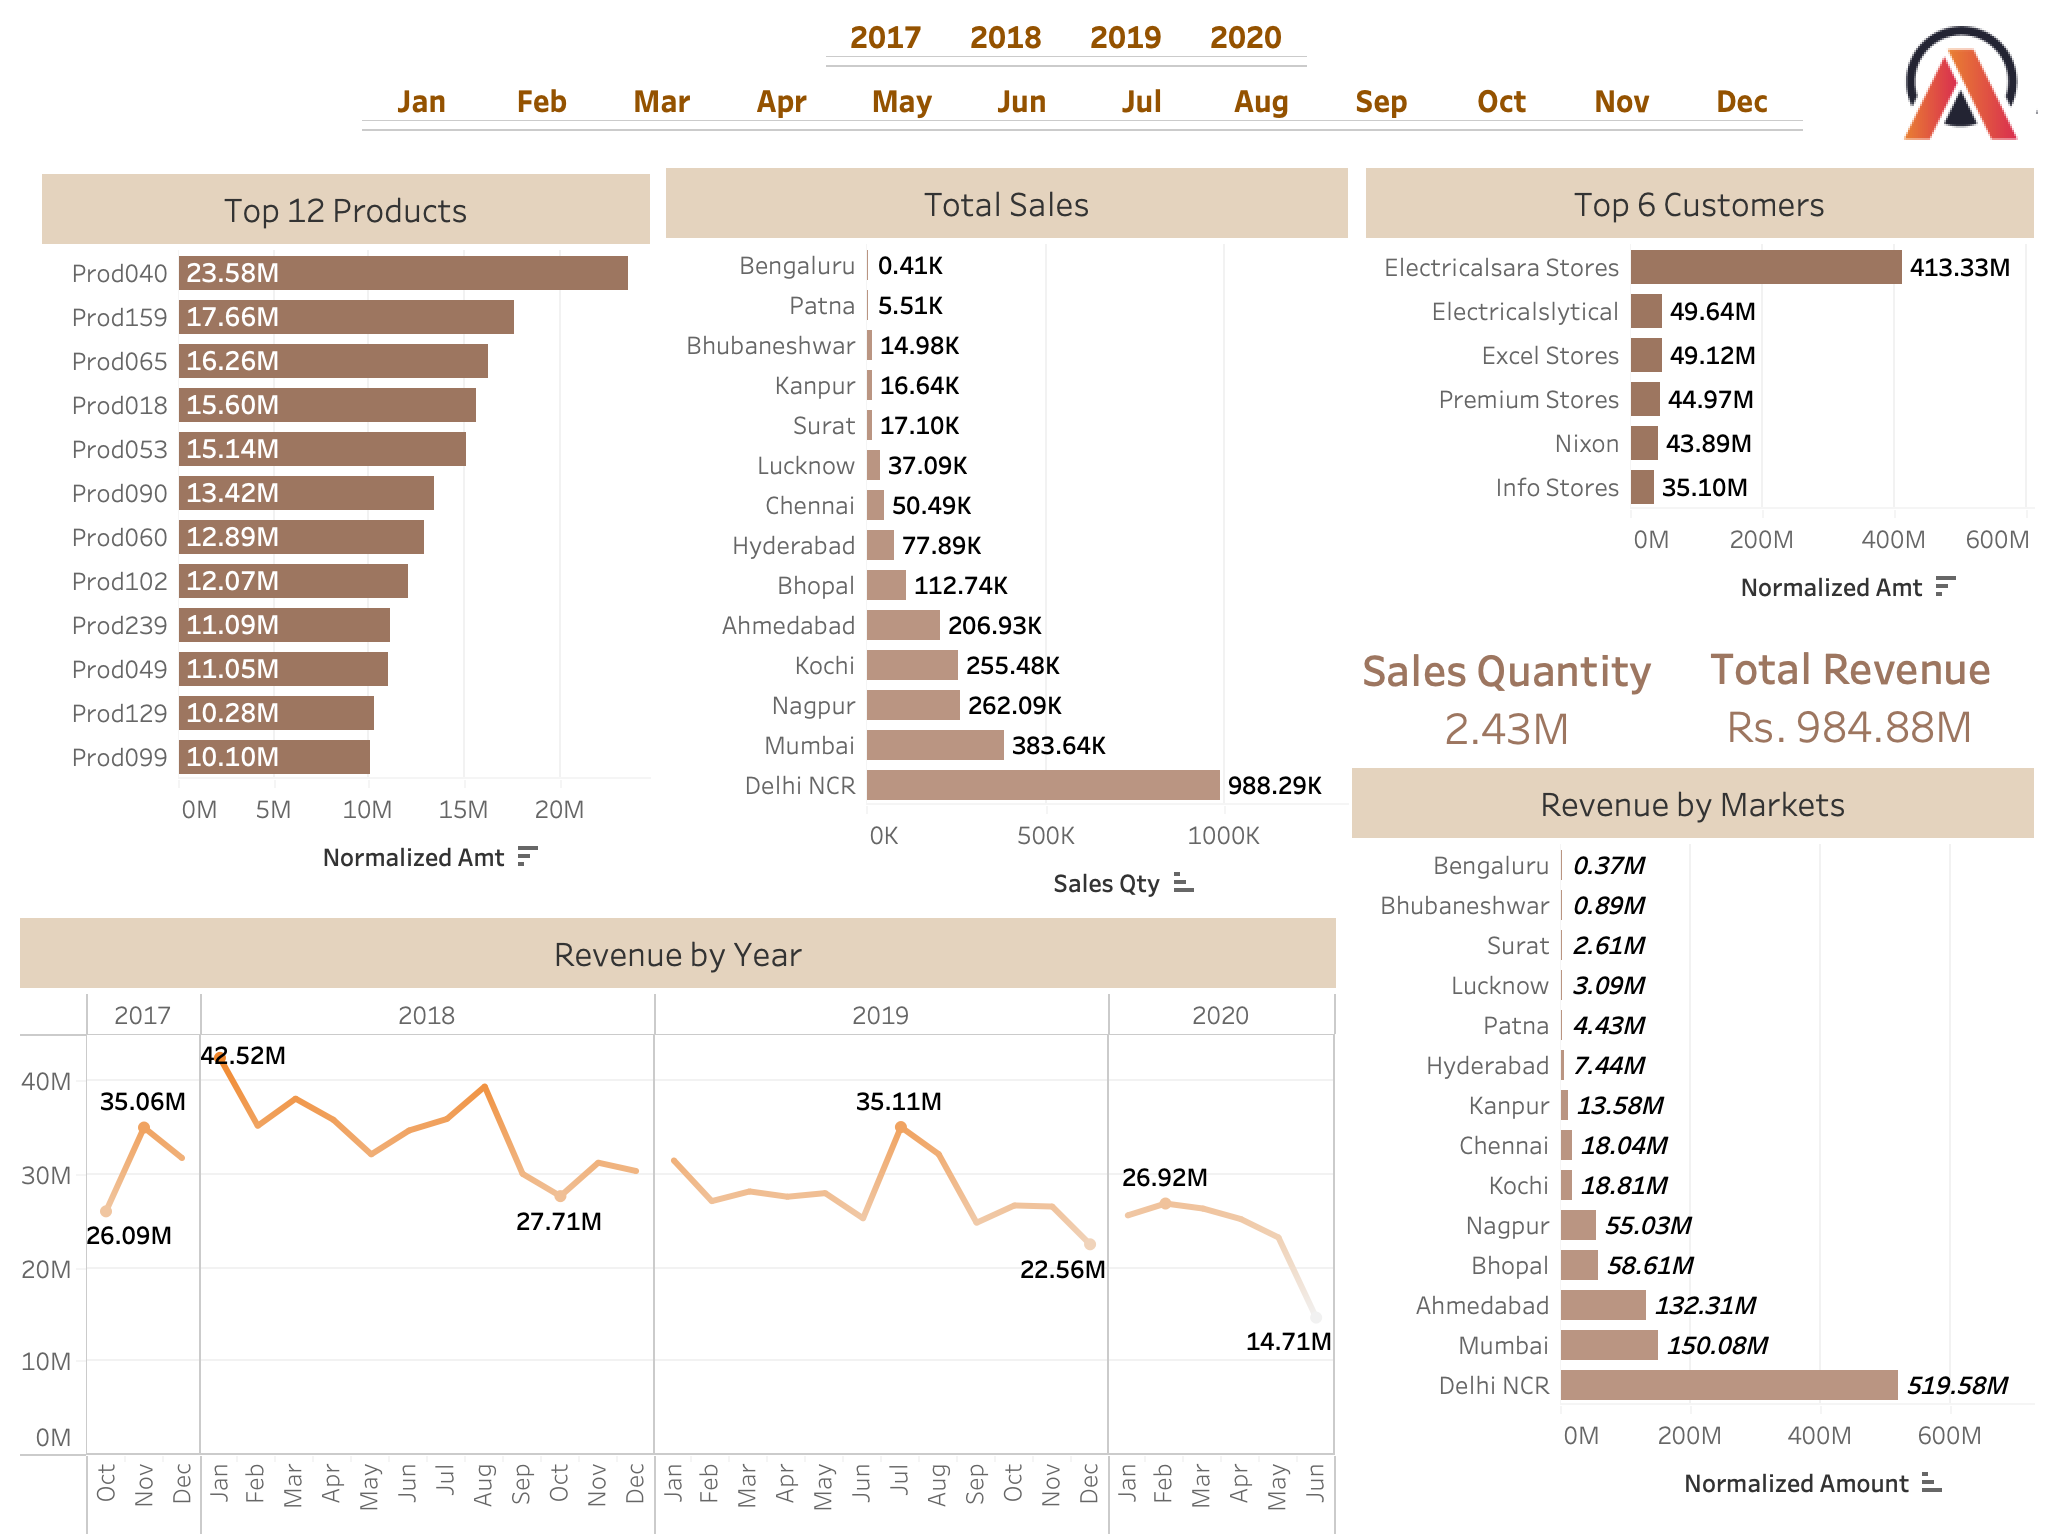 2017 2018 2019 2020
Jan Feb Mar Apr May Jun Jul Aug Sep Oct Nov Dec
Top 12 Products
Prod040 23.58M
Prod159 17.66M
Prod065 16.26M
Prod018 15.60M
Prod053 15.14M
Prod090 13.42M
Prod060 12.89M
Prod102 12.07M
Prod239 11.09M
Prod049 11.05M
Prod129 10.28M
Prod099 10.10M
0M 5M 10M 15M 20M
Normalized Amt
Total Sales
Bengaluru 0.41K
Patna 5.51K
Bhubaneshwar 14.98K
Kanpur 16.64K
Surat 17.10K
Lucknow 37.09K
Chennai 50.49K
Hyderabad 77.89K
Bhopal 112.74K
Ahmedabad 206.93K
Kochi 255.48K
Nagpur 262.09K
Mumbai 383.64K
Delhi NCR 988.29K
0K 500K 1000K
Sales Qty
Top 6 Customers
Electricalsara Stores 413.33M
Electricalslytical 49.64M
Excel Stores 49.12M
Premium Stores 44.97M
Nixon 43.89M
Info Stores 35.10M
0M 200M 400M 600M
Normalized Amt
Sales Quantity
2.43M
Total Revenue
Rs. 984.88M
Revenue by Markets
Bengaluru 0.37M
Bhubaneshwar 0.89M
Surat 2.61M
Lucknow 3.09M
Patna 4.43M
Hyderabad 7.44M
Kanpur 13.58M
Chennai 18.04M
Kochi 18.81M
Nagpur 55.03M
Bhopal 58.61M
Ahmedabad 132.31M
Mumbai 150.08M
Delhi NCR 519.58M
0M 200M 400M 600M
Normalized Amount
Revenue by Year
2017 2018 2019 2020
40M
30M
20M
10M
0M
26.09M
35.06M
42.52M
27.71M
35.11M
22.56M
26.92M
14.71M
Oct Nov Dec Jan Feb Mar Apr May Jun Jul Aug Sep Oct Nov Dec Jan Feb Mar Apr May Jun Jul Aug Sep Oct Nov Dec Jan Feb Mar Apr May Jun